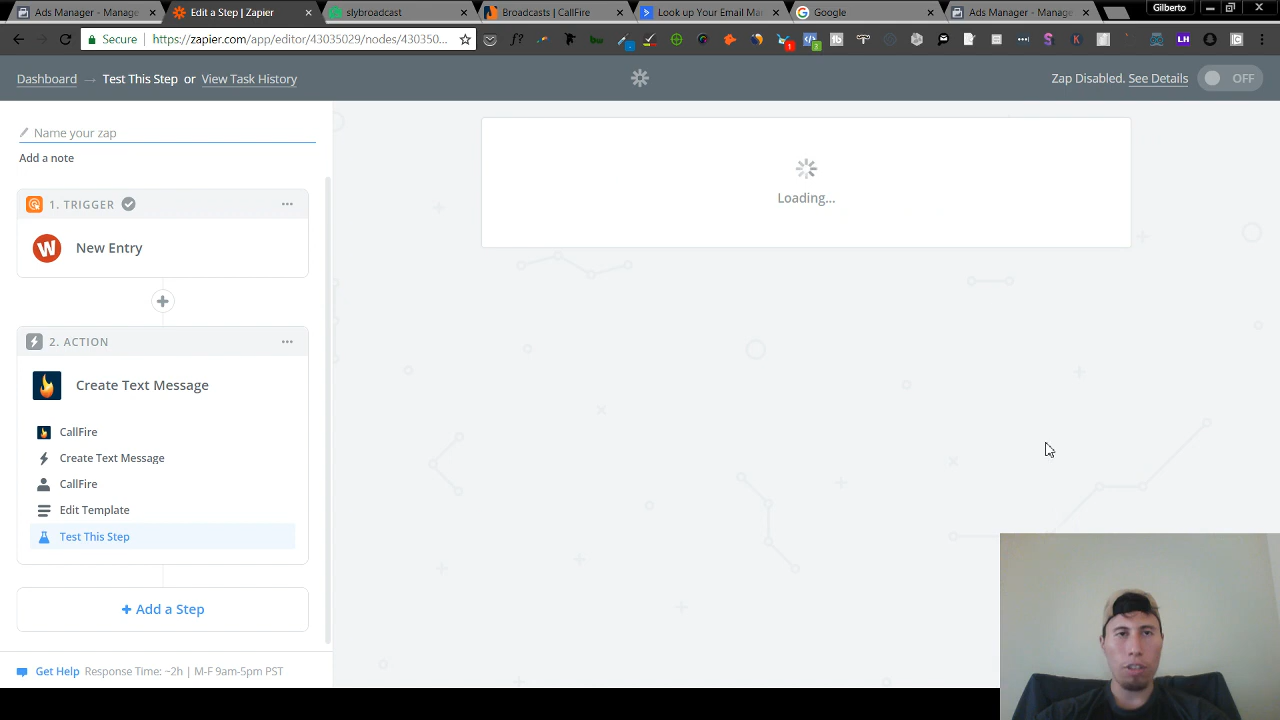 Ads Manager - Manage
Edit a Step | Zapier
slybroadcast
Broadcasts | CallFire
Look up Your Email Ma
Google
Ads Manager - Manage
Gilberto
Secure
https://zapier.com/app/editor/43035029/nodes/430350...
Dashboard → Test This Step or View Task History
Zap Disabled. See Details
OFF
Name your zap
Add a note
1. TRIGGER
New Entry
2. ACTION
Create Text Message
CallFire
Create Text Message
CallFire
Edit Template
Test This Step
+ Add a Step
Get Help Response Time: ~2h | M-F 9am-5pm PST
Loading...